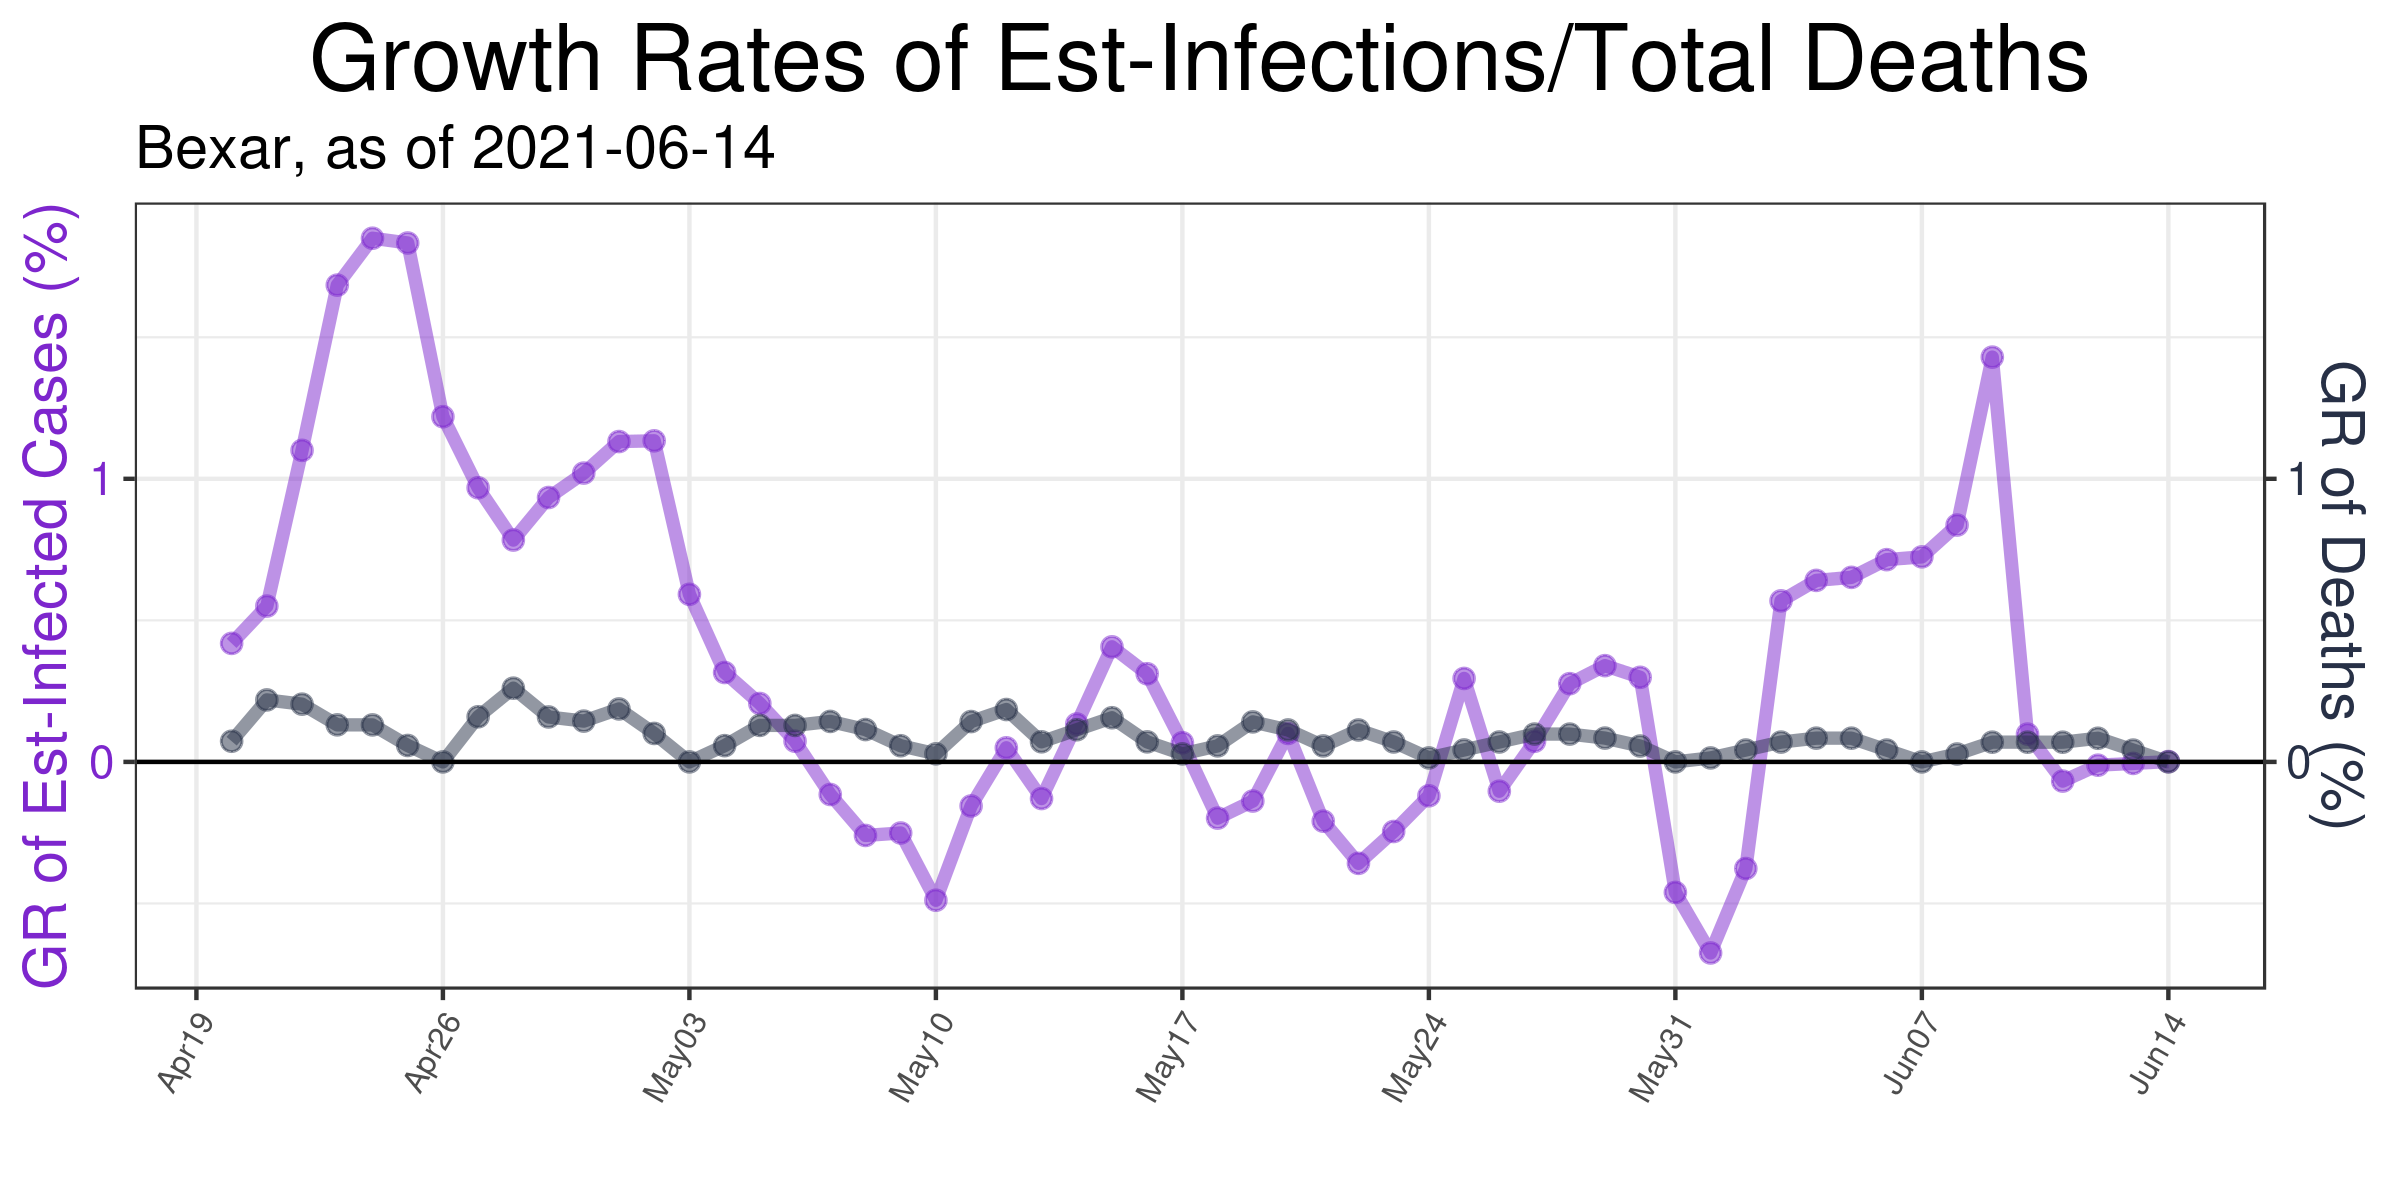 Growth Rates of Est-Infections/Total Deaths
Bexar, as of 2021-06-14
GR of Est-Infected Cases (%)
1
0
GR of Deaths (%)
1
0
Apr19
Apr26
May03
May10
May17
May24
May31
Jun07
Jun14